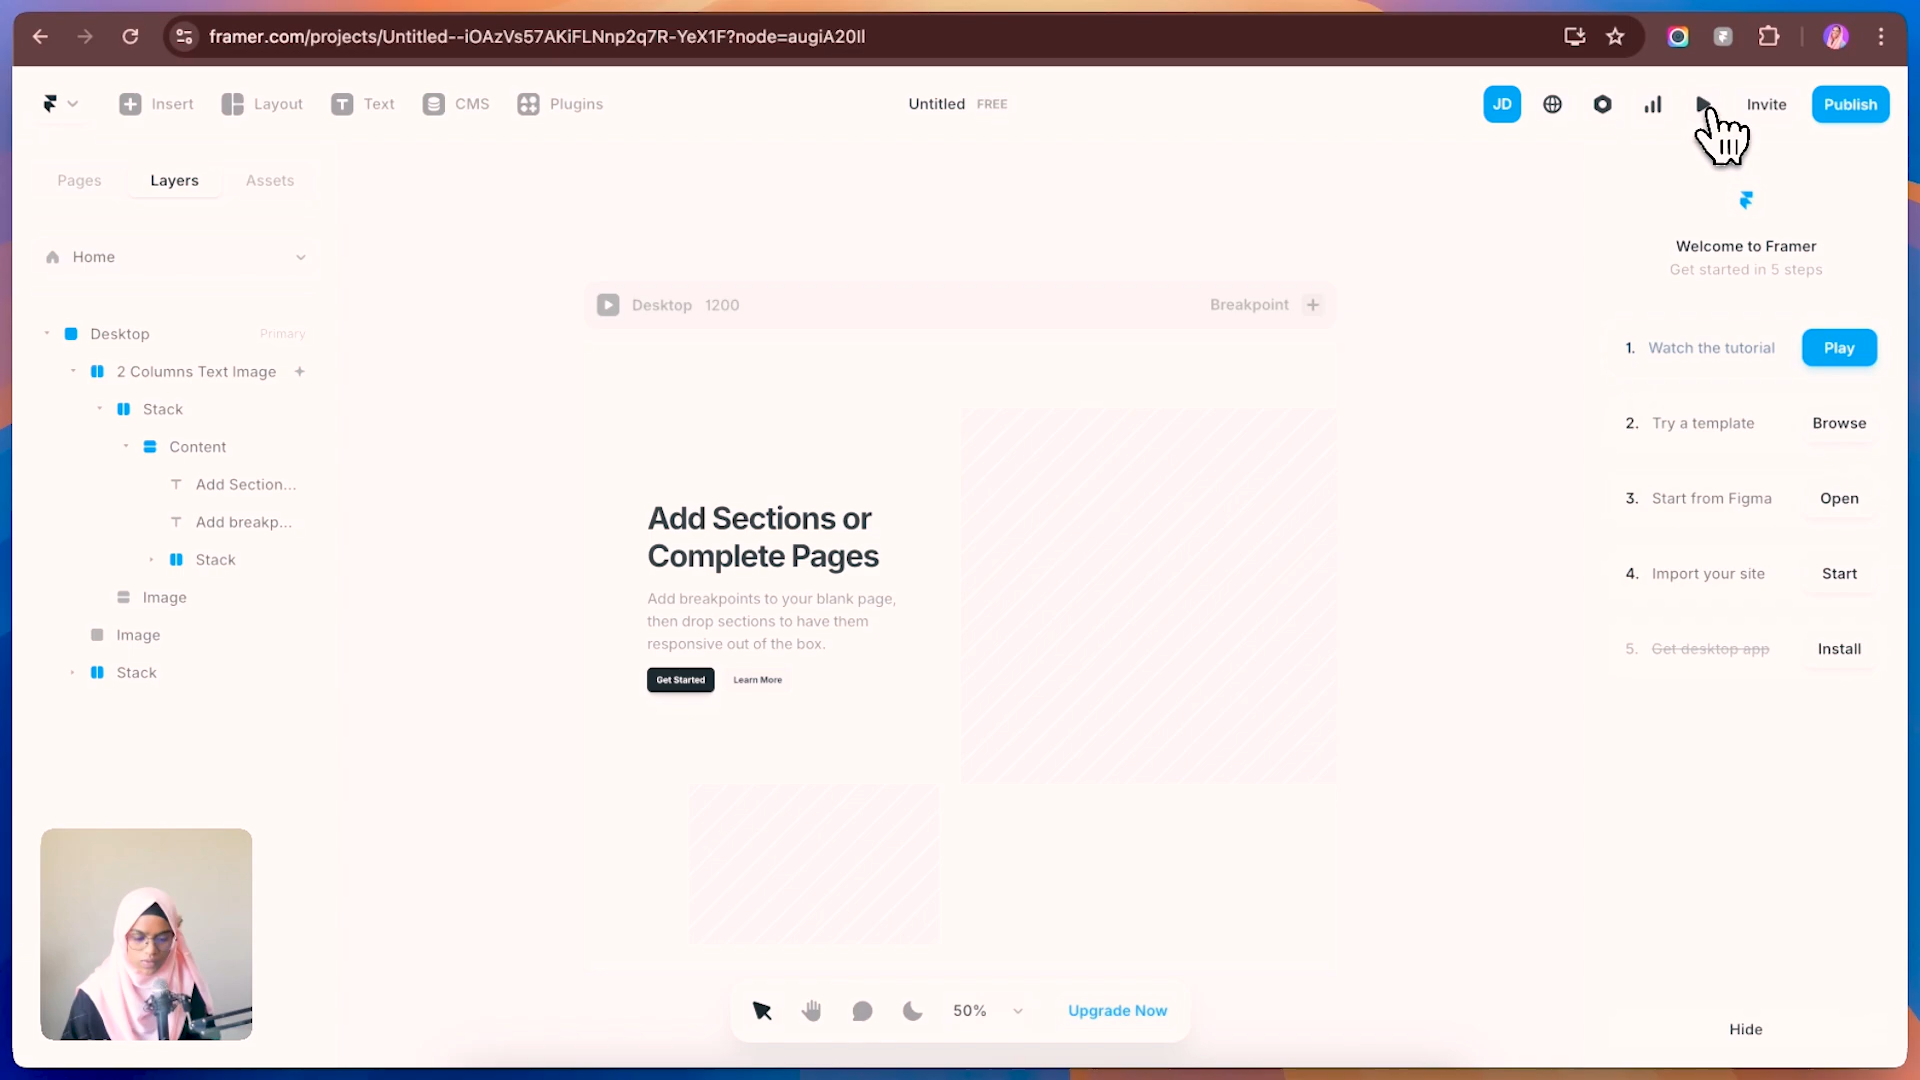 framer.com/projects/Untitled--iOAzVs57AKiFLNnp2q7R-YeX1F?node=augiA20Il
Insert
Layout
Text
CMS
Plugins
Untitled FREE
JD
Invite
Publish
Pages
Layers
Assets
Home
Desktop Primary
2 Columns Text Image
Stack
Content
Add Section...
Add breakp...
Stack
Image
Image
Stack
Desktop 1200
Breakpoint
Add Sections or
Complete Pages
Add breakpoints to your blank page,
then drop sections to have them
responsive out of the box.
Get Started
Learn More
Welcome to Framer
Get started in 5 steps
1. Watch the tutorial Play
2. Try a template Browse
3. Start from Figma Open
4. Import your site Start
5. Get desktop app Install
50%
Upgrade Now
Hide